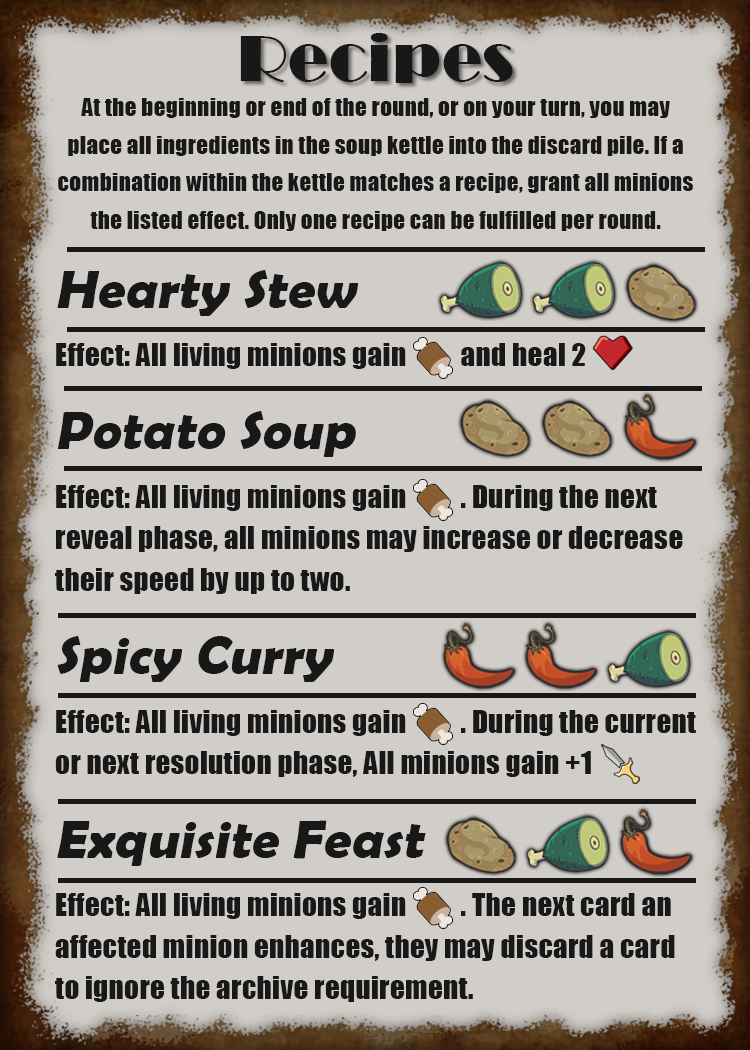 Recipes
At the beginning or end of the round, or on your turn, you may
place all ingredients in the soup kettle into the discard pile. If a
combination within the kettle matches a recipe, grant all minions
the listed effect. Only one recipe can be fulfilled per round.
Hearty Stew
Effect: All living minions gain and heal 2
Potato Soup
Effect: All living minions gain . During the next
reveal phase, all minions may increase or decrease
their speed by up to two.
Spicy Curry
Effect: All living minions gain . During the current
or next resolution phase, All minions gain +1
Exquisite Feast
Effect: All living minions gain . The next card an
affected minion enhances, they may discard a card
to ignore the archive requirement.